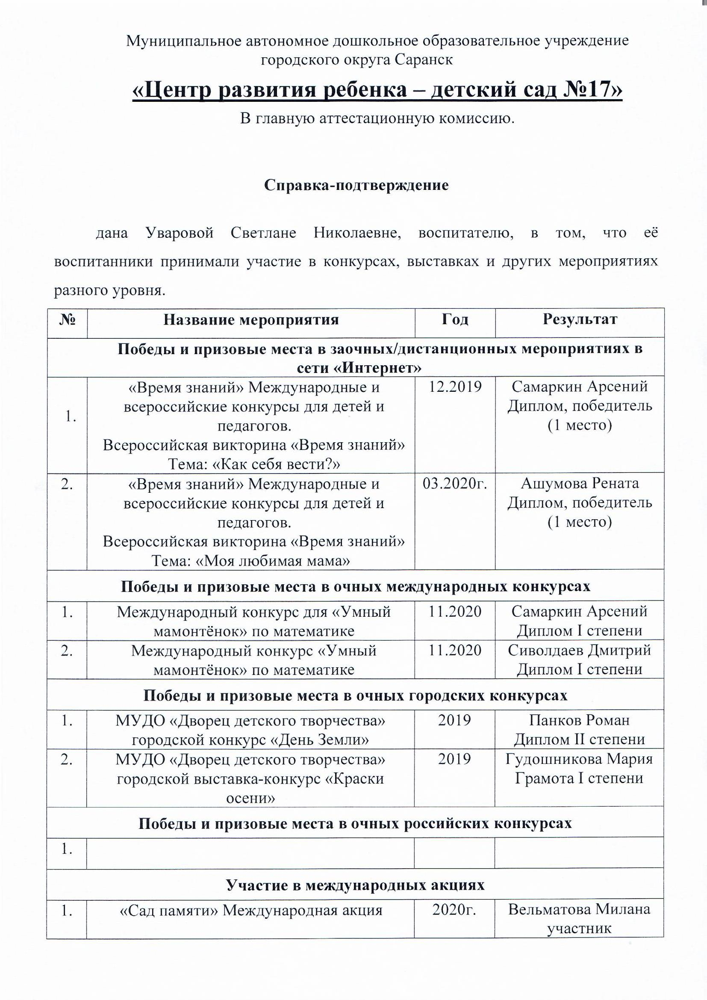 Муниципальное автономное дошкольное образовательное учреждение
городского округа Саранск
«Центр развития ребенка – детский сад №17»
В главную аттестационную комиссию.
Справка-подтверждение
дана Уваровой Светлане Николаевне, воспитателю, в том, что её
воспитанники принимали участие в конкурсах, выставках и других мероприятиях
разного уровня.
№ Название мероприятия Год Результат
Победы и призовые места в заочных/дистанционных мероприятиях в
сети «Интернет»
1. «Время знаний» Международные и 12.2019 Самаркин Арсений
всероссийские конкурсы для детей и Диплом, победитель
педагогов. (1 место)
Всероссийская викторина «Время знаний»
Тема: «Как себя вести?»
2. «Время знаний» Международные и 03.2020г. Ашумова Рената
всероссийские конкурсы для детей и Диплом, победитель
педагогов. (1 место)
Всероссийская викторина «Время знаний»
Тема: «Моя любимая мама»
Победы и призовые места в очных международных конкурсах
1. Международный конкурс для «Умный 11.2020 Самаркин Арсений
мамонтёнок» по математике Диплом I степени
2. Международный конкурс «Умный 11.2020 Сиволдаев Дмитрий
мамонтёнок» по математике Диплом I степени
Победы и призовые места в очных городских конкурсах
1. МУДО «Дворец детского творчества» 2019 Панков Роман
городской конкурс «День Земли» Диплом II степени
2. МУДО «Дворец детского творчества» 2019 Гудошникова Мария
городской выставка-конкурс «Краски Грамота I степени
осени»
Победы и призовые места в очных российских конкурсах
1.
Участие в международных акциях
1. «Сад памяти» Международная акция 2020г. Вельматова Милана
участник